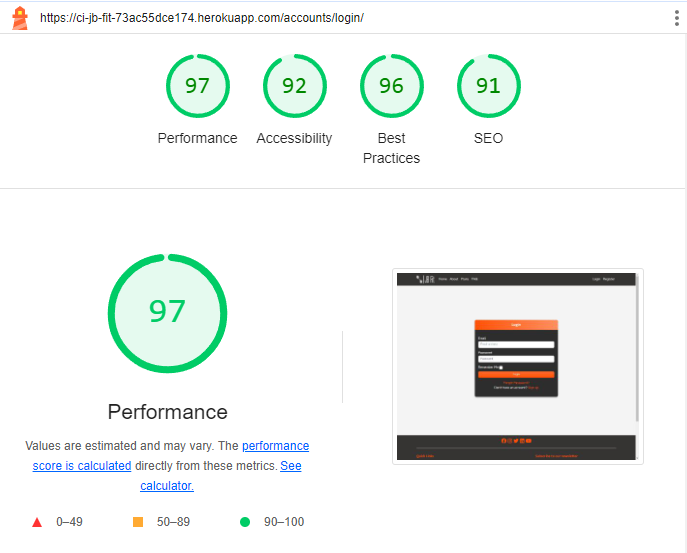 https://ci-jb-fit-73ac55dce174.herokuapp.com/accounts/login/
97
92
96
91
Performance
Accessibility
Best
Practices
SEO
97
Performance
Values are estimated and may vary. The performance
score is calculated directly from these metrics. See
calculator.
0–49
50–89
90–100
Login
Password